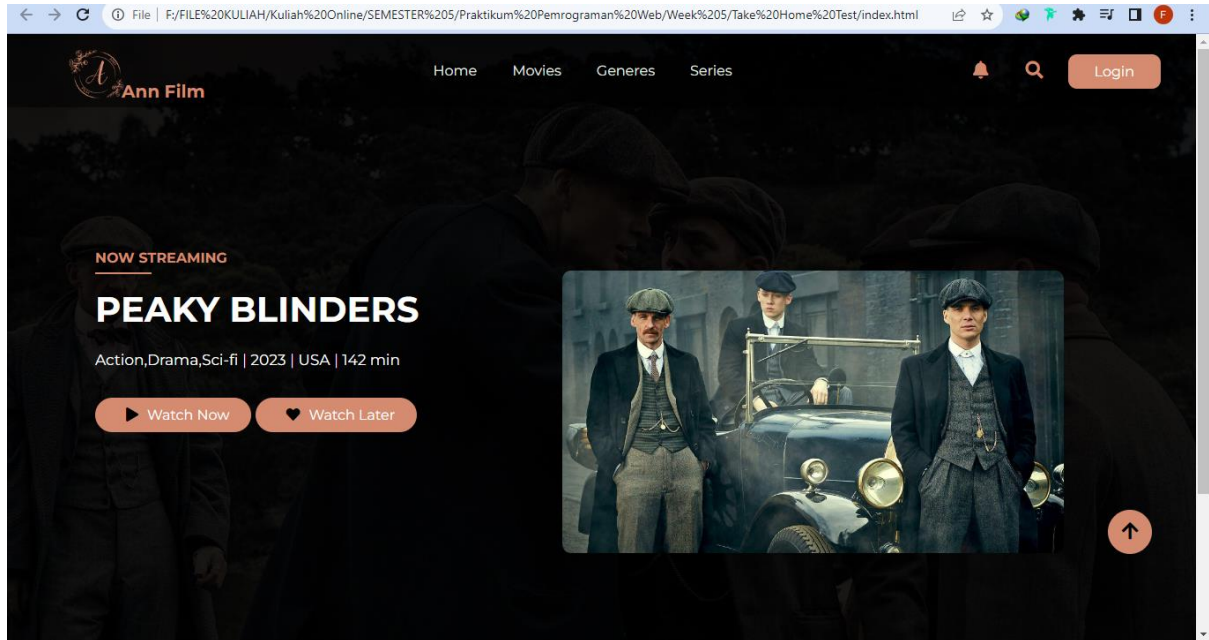 File F:/FILE%20KULIAH/Kuliah%20Online/SEMESTER%205/Praktikum%20Pemrograman%20Web/Week%205/Take%20Home%20Test/index.html F
A
Ann Film
Home Movies Generes Series
Login
NOW STREAMING
PEAKY BLINDERS
Action,Drama,Sci-fi | 2023 | USA | 142 min
Watch Now Watch Later